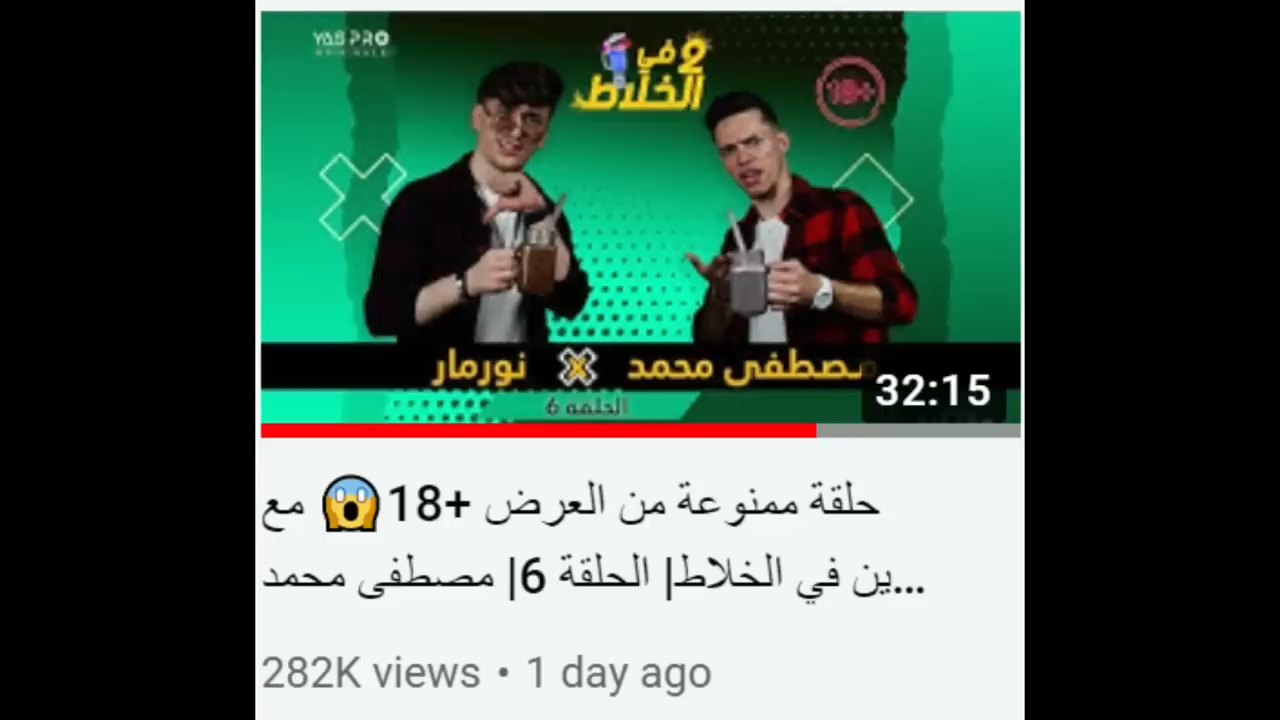 YAS PRO
2 في
الخلاط
18+
مصطفى محمد X نورمار
الحلقة 6
32:15
حلقة ممنوعة من العرض +18😱 مع
...ين في الخلاط| الحلقة 6| مصطفى محمد
282K views • 1 day ago